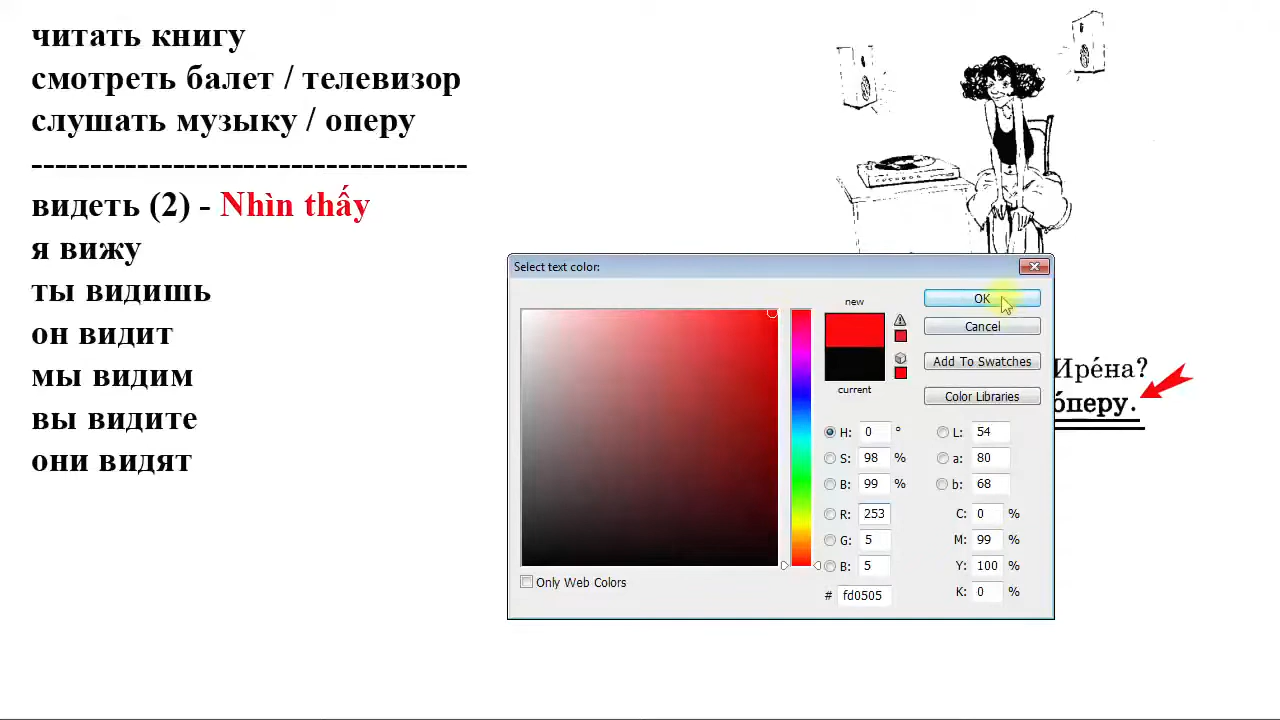 читать книгу
смотреть балет / телевизор
слушать музыку / оперу
-------------------------------------
видеть (2) - Nhìn thấy
я вижу
ты видишь
он видит
мы видим
вы видите
они видят
Ирéна?
óперу.
Select text color:
new
current
OK
Cancel
Add To Swatches
Color Libraries
H: 0 °
S: 98 %
B: 99 %
R: 253
G: 5
B: 5
# fd0505
L: 54
a: 80
b: 68
C: 0 %
M: 99 %
Y: 100 %
K: 0 %
Only Web Colors